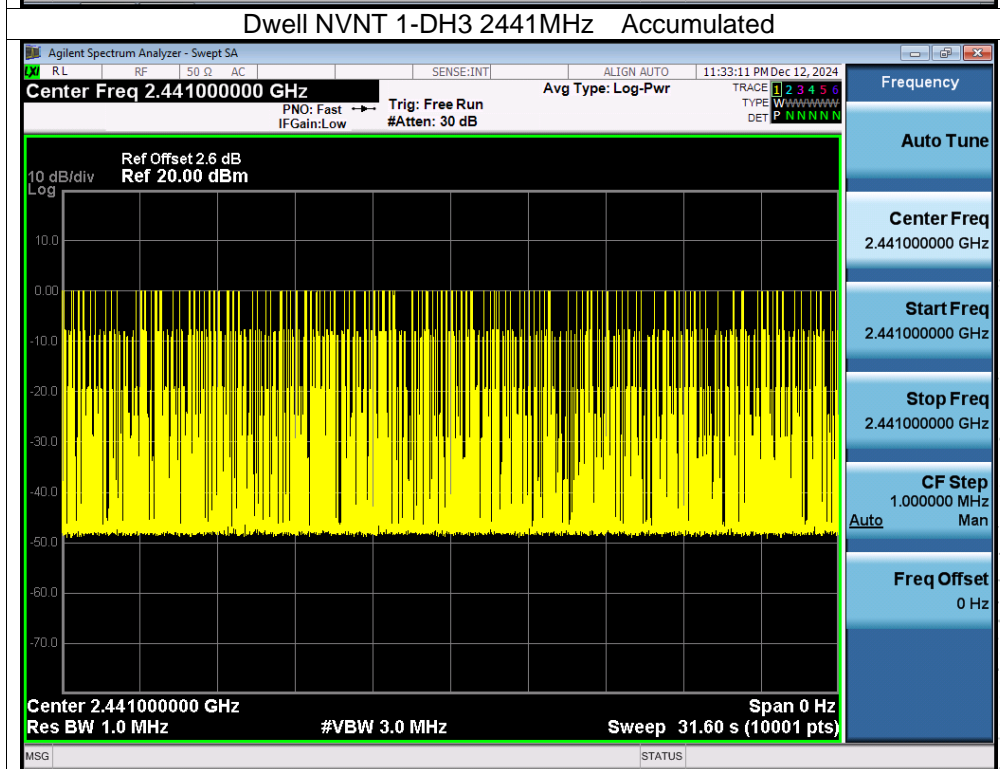 Dwell NVNT 1-DH3 2441MHz Accumulated
Agilent Spectrum Analyzer - Swept SA
LXI RL RF 50 Ω AC SENSE:INT ALIGN AUTO 11:33:11 PM Dec 12, 2024
Center Freq 2.441000000 GHz
PNO: Fast
IFGain:Low
Trig: Free Run
#Atten: 30 dB
Avg Type: Log-Pwr
TRACE 1 2 3 4 5 6
TYPE WWWWWWW
DET P N N N N N
Ref Offset 2.6 dB
10 dB/div Ref 20.00 dBm
Log
10.0
0.00
-10.0
-20.0
-30.0
-40.0
-50.0
-60.0
-70.0
Center 2.441000000 GHz Span 0 Hz
Res BW 1.0 MHz #VBW 3.0 MHz Sweep 31.60 s (10001 pts)
MSG STATUS
Frequency
Auto Tune
Center Freq
2.441000000 GHz
Start Freq
2.441000000 GHz
Stop Freq
2.441000000 GHz
CF Step
1.000000 MHz
Auto Man
Freq Offset
0 Hz